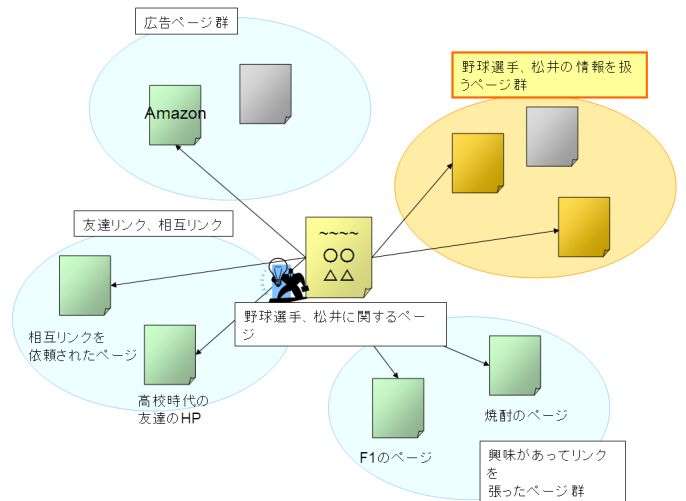 広告ページ群
Amazon
野球選手、松井の情報を扱
うページ群
友達リンク、相互リンク
~~~~
○○
△△
野球選手、松井に関するペー
ジ
相互リンクを
依頼されたページ
高校時代の
友達のHP
焼酎のページ
F1のページ
興味があってリンク
を
張ったページ群